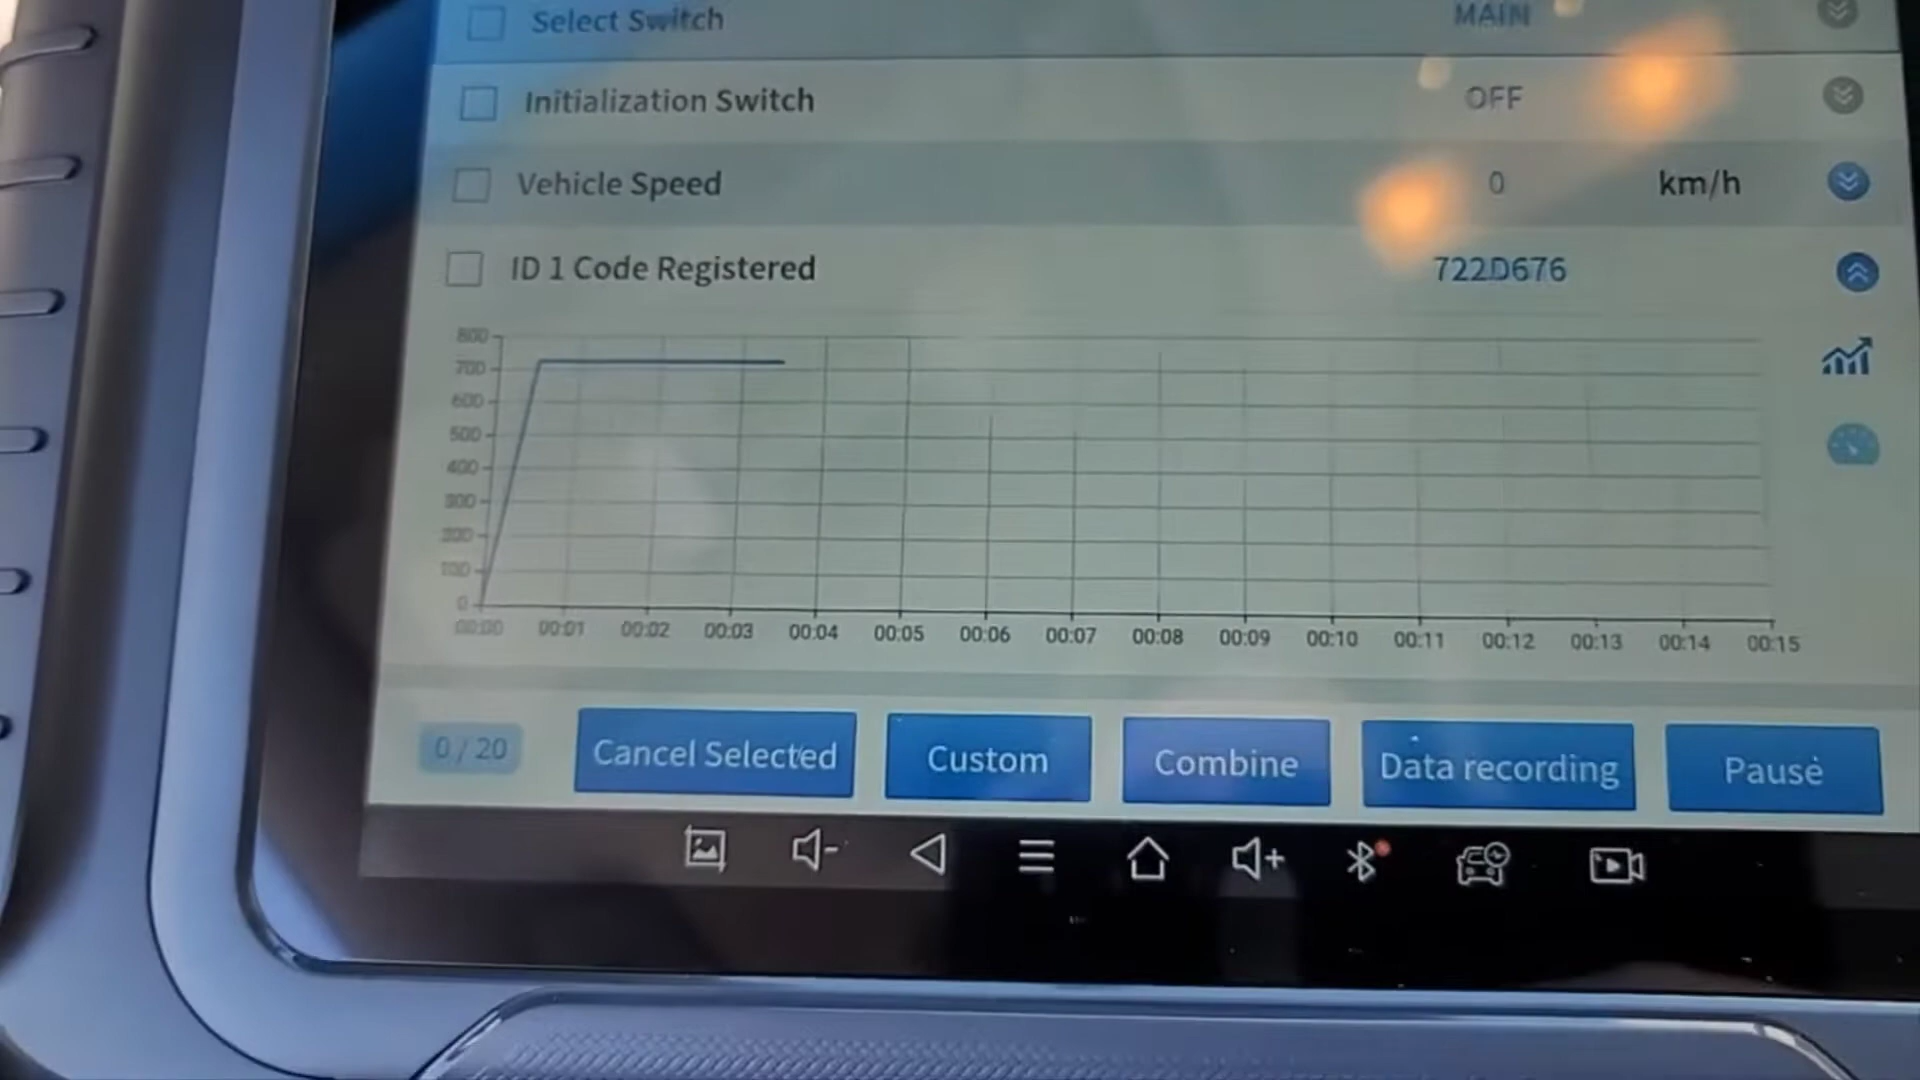 Select Switch MAIN
Initialization Switch OFF
Vehicle Speed 0 km/h
ID 1 Code Registered 722D676
800
700
600
500
400
300
200
100
0
00:00 00:01 00:02 00:03 00:04 00:05 00:06 00:07 00:08 00:09 00:10 00:11 00:12 00:13 00:14 00:15
0 / 20 Cancel Selected Custom Combine Data recording Pause